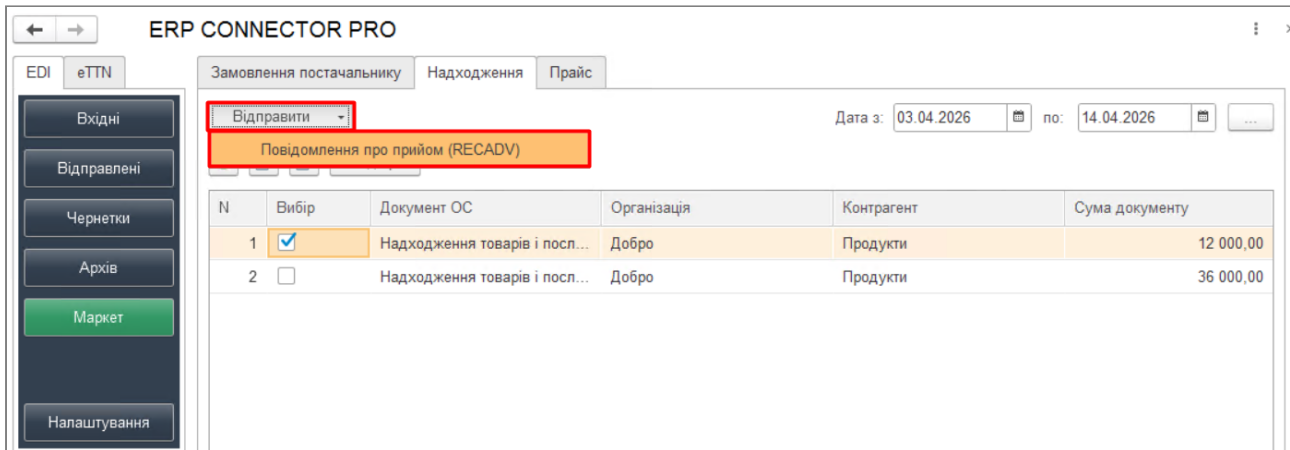 ERP CONNECTOR PRO
EDI eTTN
Замовлення постачальнику Надходження Прайс
Вхідні
Відправлені
Чернетки
Архів
Маркет
Налаштування
Відправити
Дата з: 03.04.2026 по: 14.04.2026 ...
Повідомлення про прийом (RECADV)
N Вибір Документ ОС Організація Контрагент Сума документу
1 Надходження товарів і посл... Добро Продукти 12 000,00
2 Надходження товарів і посл... Добро Продукти 36 000,00